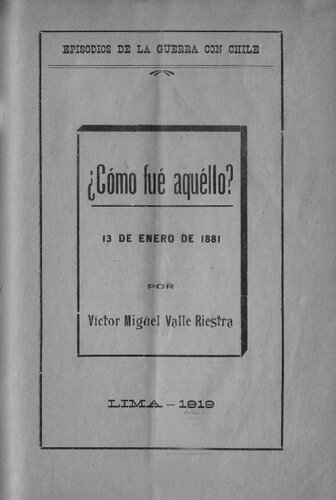 EPISODIOS DE LA GUERRA CON CHILE
¿Cómo fué aquéllo?
13 DE ENERO DE 1881
POR
Víctor Miguel Valle Riestra
LIMA – 1919